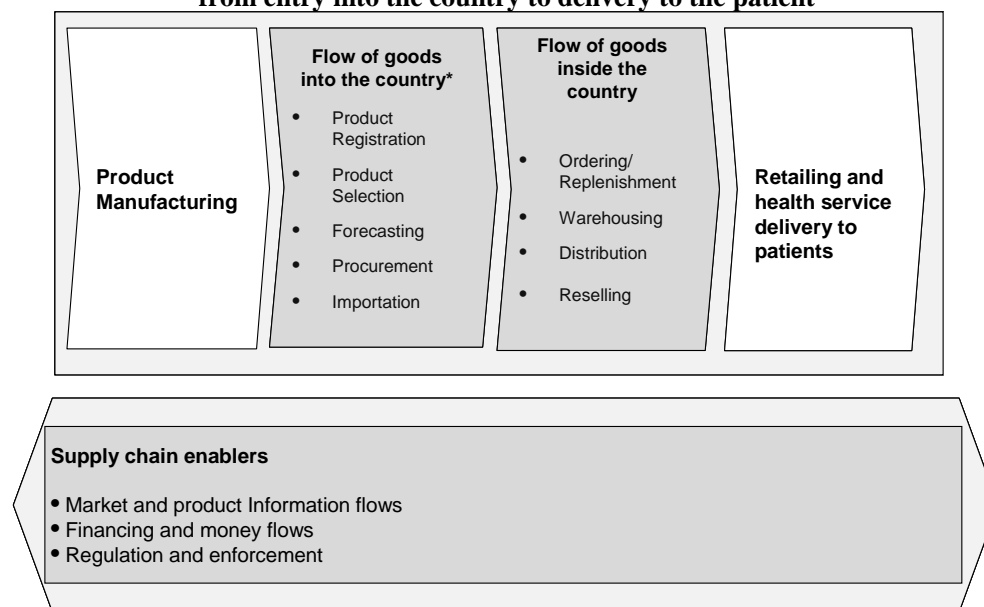 from entry into the country to delivery to the patient
Product
Manufacturing
Flow of goods
into the country*
• Product
Registration
• Product
Selection
• Forecasting
• Procurement
• Importation
Flow of goods
inside the
country
• Ordering/
Replenishment
• Warehousing
• Distribution
• Reselling
Retailing and
health service
delivery to
patients
Supply chain enablers
• Market and product Information flows
• Financing and money flows
• Regulation and enforcement